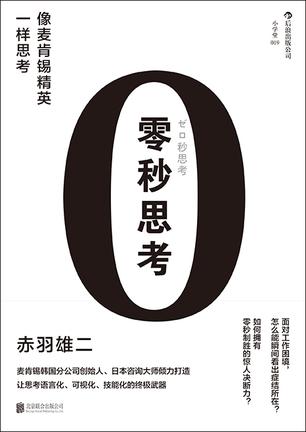 像麦肯锡精英
一样思考
后浪出版公司
小学堂
009
ゼロ秒思考
零秒思考
面对工作困境，
怎么能瞬间看出症结所在？
如何拥有
零秒制胜的惊人决断力？
赤羽雄二
麦肯锡韩国分公司创始人、日本咨询大师倾力打造
让思考语言化、可视化、技能化的终极武器
北京联合出版公司